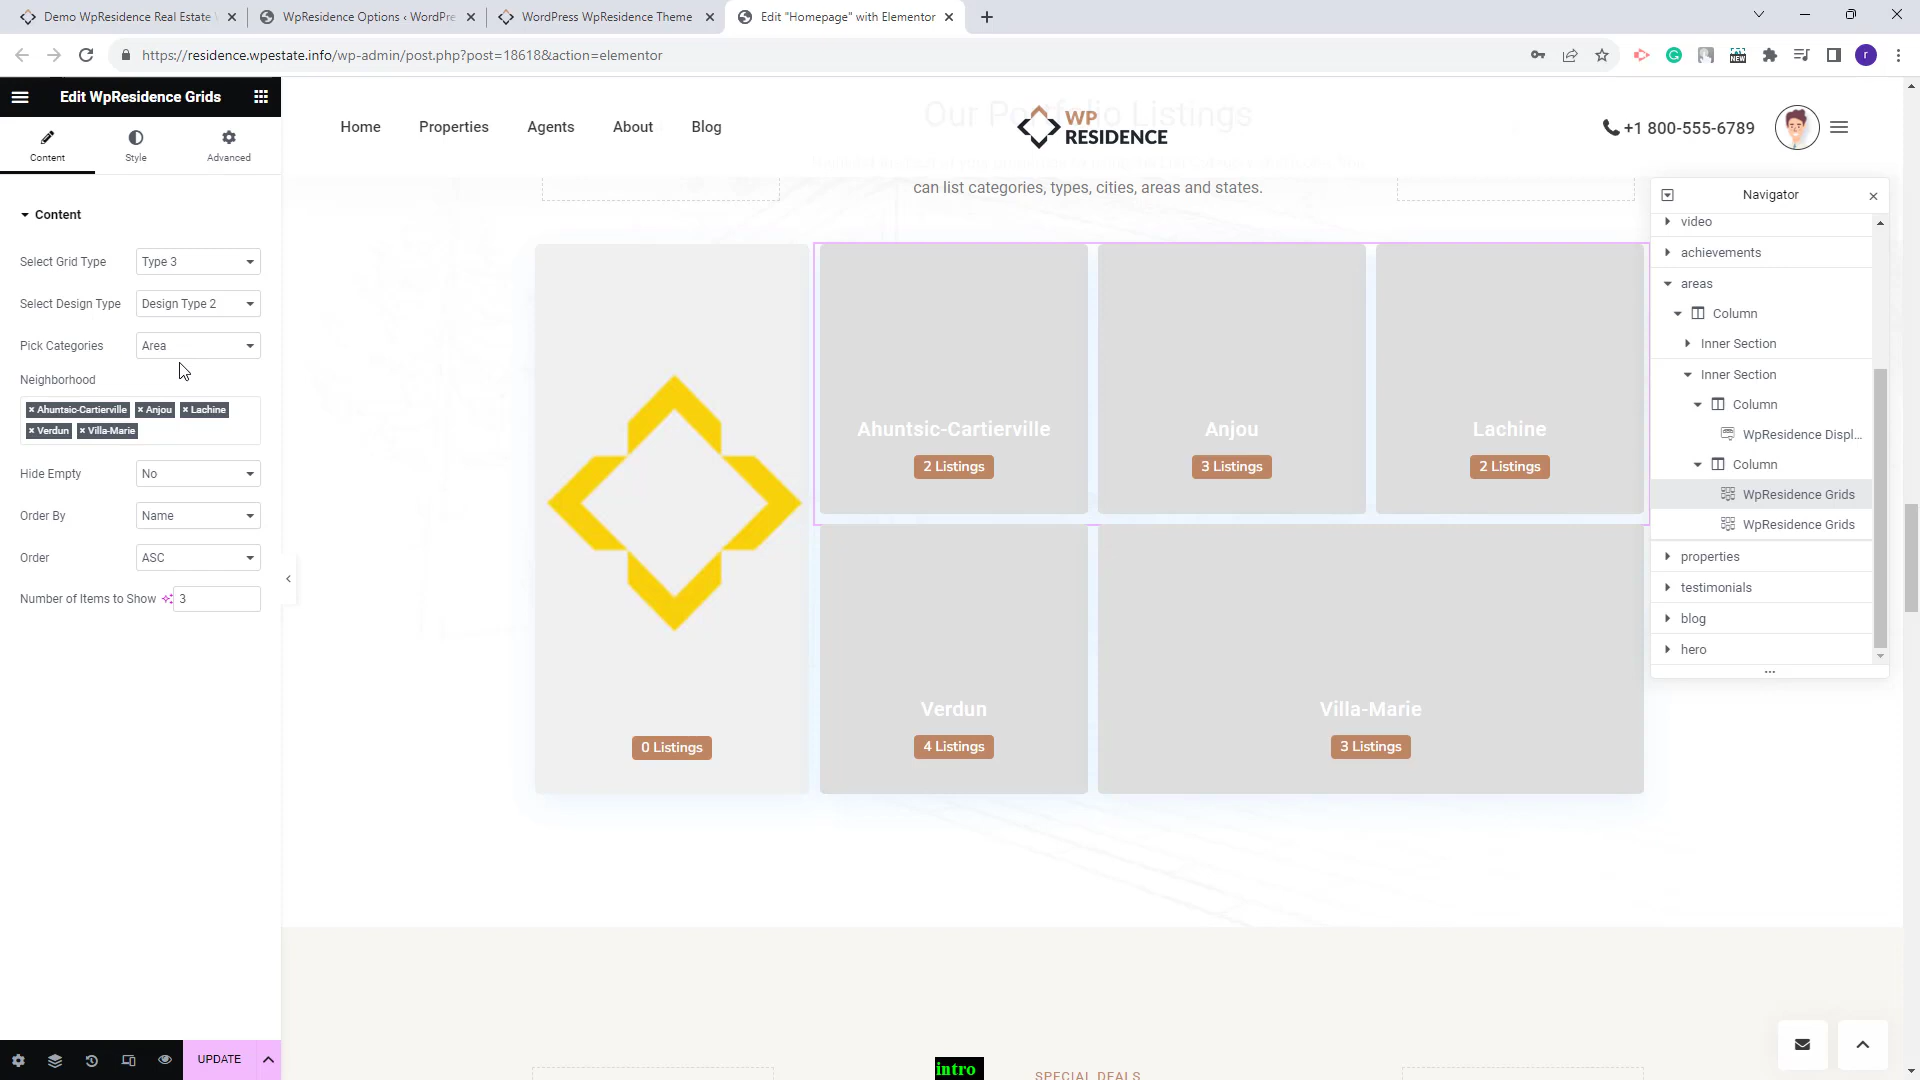 Demo WpResidence Real Estate
WpResidence Options ‹ WordPre
WordPress WpResidence Theme
Edit "Homepage" with Elementor
https://residence.wpestate.info/wp-admin/post.php?post=18618&action=elementor
NEW
r
Edit WpResidence Grids
Content
Style
Advanced
Content
Select Grid Type
Type 3
Select Design Type
Design Type 2
Pick Categories
Area
Neighborhood
× Ahuntsic-Cartierville × Anjou × Lachine
× Verdun × Villa-Marie
Hide Empty
No
Order By
Name
Order
ASC
Number of Items to Show
3
UPDATE
Our Portfolio Listings
Home Properties Agents About Blog
WP
RESIDENCE
+1 800-555-6789
can list categories, types, cities, areas and states.
0 Listings
Ahuntsic-Cartierville
2 Listings
Anjou
3 Listings
Lachine
2 Listings
Verdun
4 Listings
Villa-Marie
3 Listings
intro
SPECIAL DEALS
Navigator
video
achievements
areas
Column
Inner Section
Inner Section
Column
WpResidence Displ...
Column
WpResidence Grids
WpResidence Grids
properties
testimonials
blog
hero